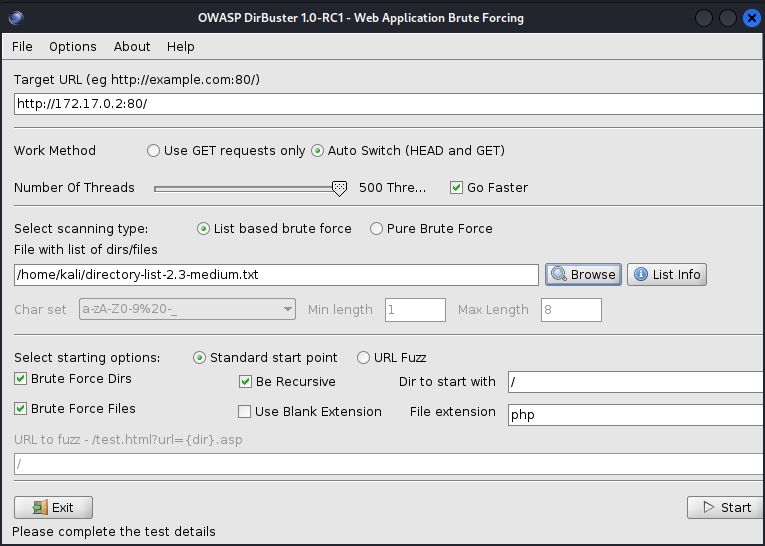 OWASP DirBuster 1.0-RC1 - Web Application Brute Forcing
File Options About Help
Target URL (eg http://example.com:80/)
http://172.17.0.2:80/
Work Method Use GET requests only Auto Switch (HEAD and GET)
Number Of Threads 500 Thre... Go Faster
Select scanning type: List based brute force Pure Brute Force
File with list of dirs/files
/home/kali/directory-list-2.3-medium.txt Browse List Info
Char set a-zA-Z0-9%20-_ Min length 1 Max Length 8
Select starting options: Standard start point URL Fuzz
Brute Force Dirs Be Recursive Dir to start with /
Brute Force Files Use Blank Extension File extension php
URL to fuzz - /test.html?url={dir}.asp
/
Exit Start
Please complete the test details